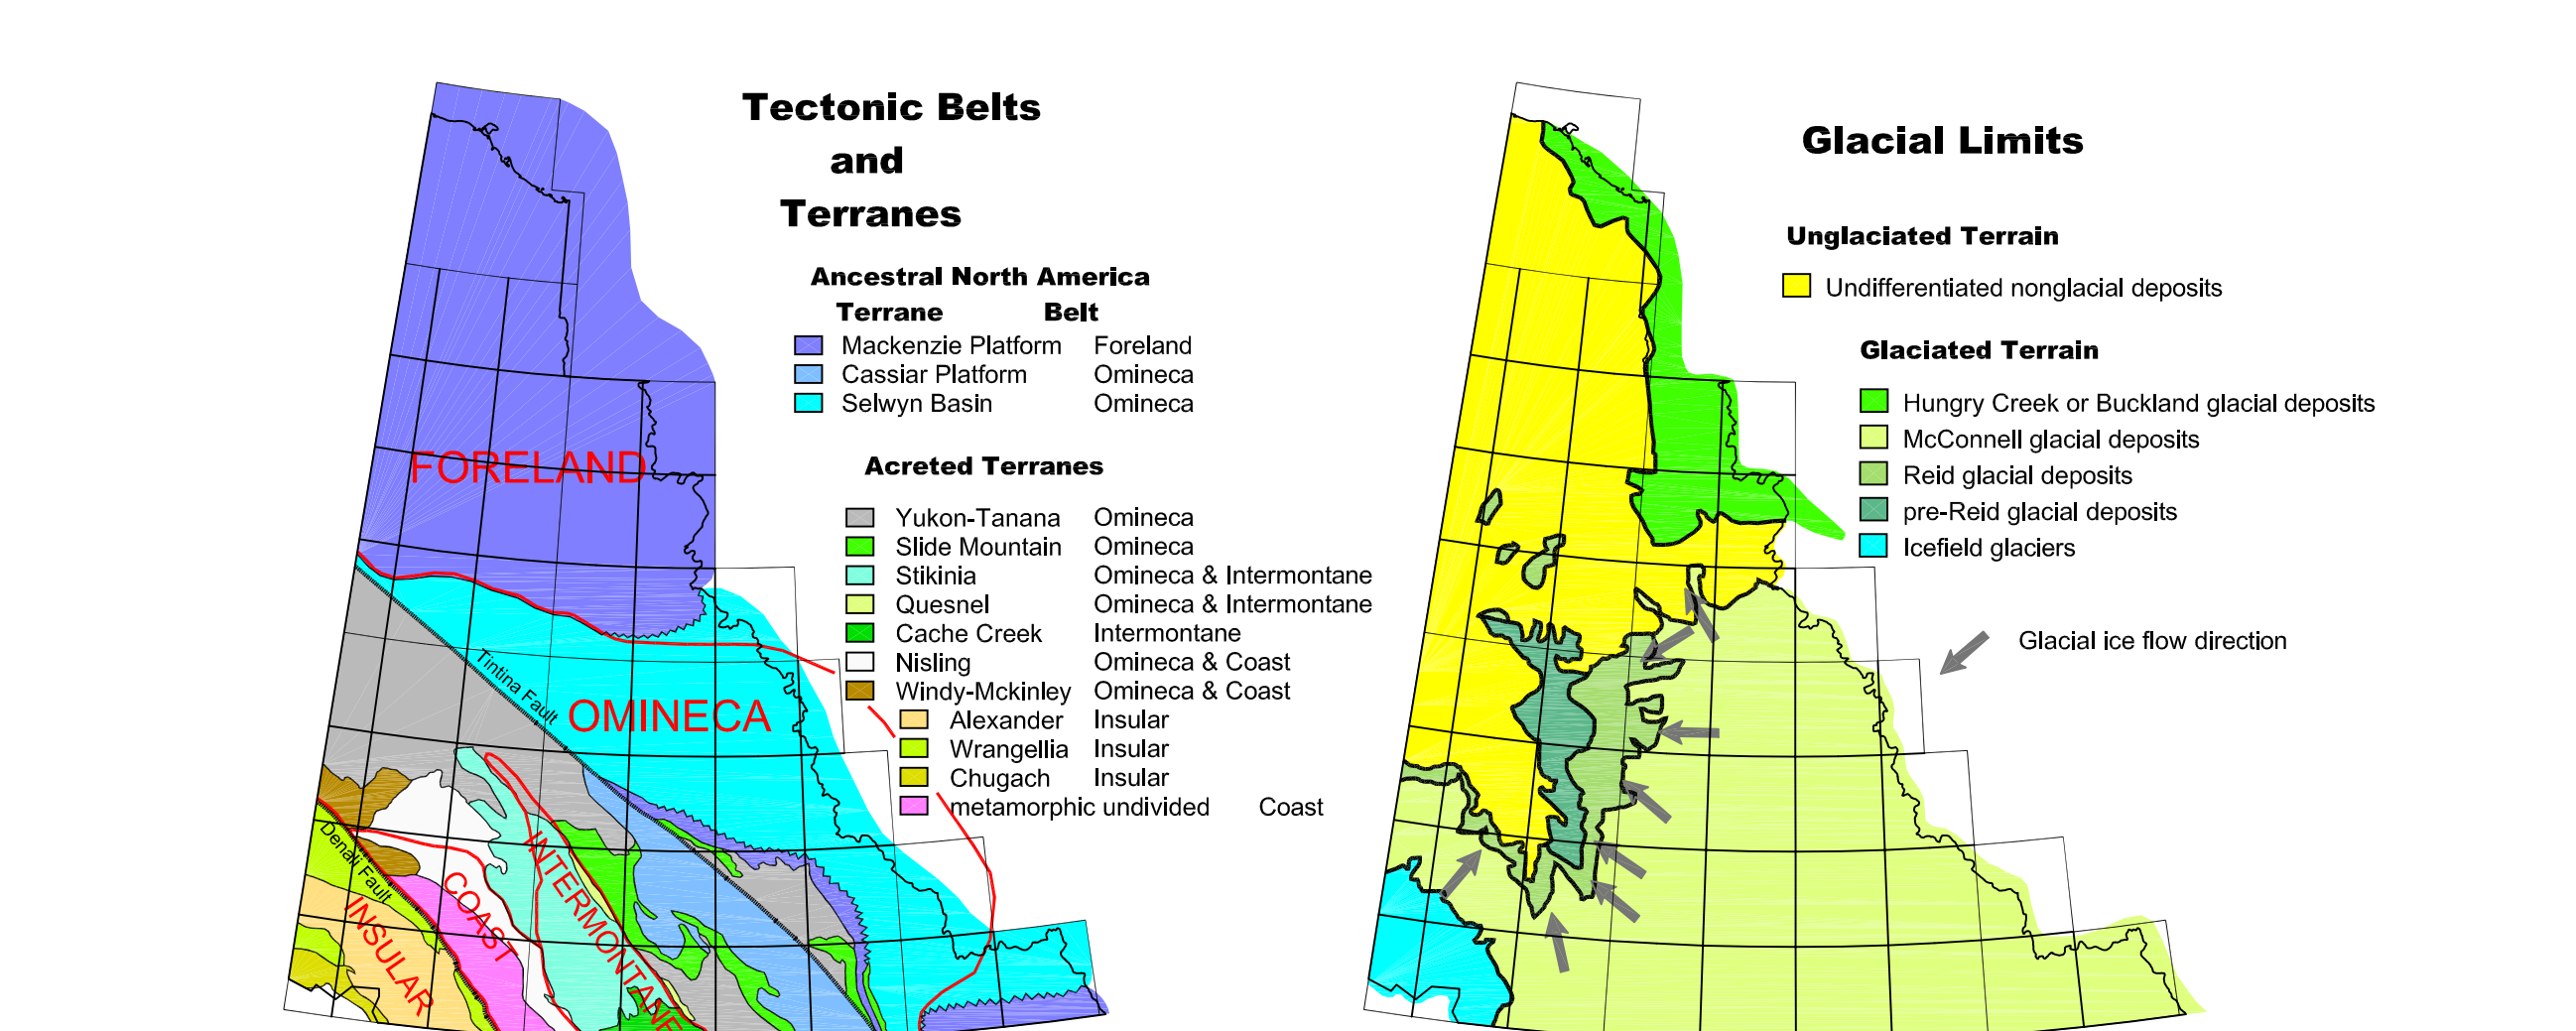 Tectonic Belts
and
Terranes
Ancestral North America
Terrane Belt
Mackenzie Platform Foreland
Cassiar Platform Omineca
Selwyn Basin Omineca
Acreted Terranes
Yukon-Tanana Omineca
Slide Mountain Omineca
Stikinia Omineca & Intermontane
Quesnel Omineca & Intermontane
Cache Creek Intermontane
Nisling Omineca & Coast
Windy-Mckinley Omineca & Coast
Alexander Insular
Wrangellia Insular
Chugach Insular
metamorphic undivided Coast
FORELAND
Tintina Fault
OMINECA
Denali Fault
INSULAR
COAST
INTERMONTANE
Glacial Limits
Unglaciated Terrain
Undifferentiated nonglacial deposits
Glaciated Terrain
Hungry Creek or Buckland glacial deposits
McConnell glacial deposits
Reid glacial deposits
pre-Reid glacial deposits
Icefield glaciers
Glacial ice flow direction